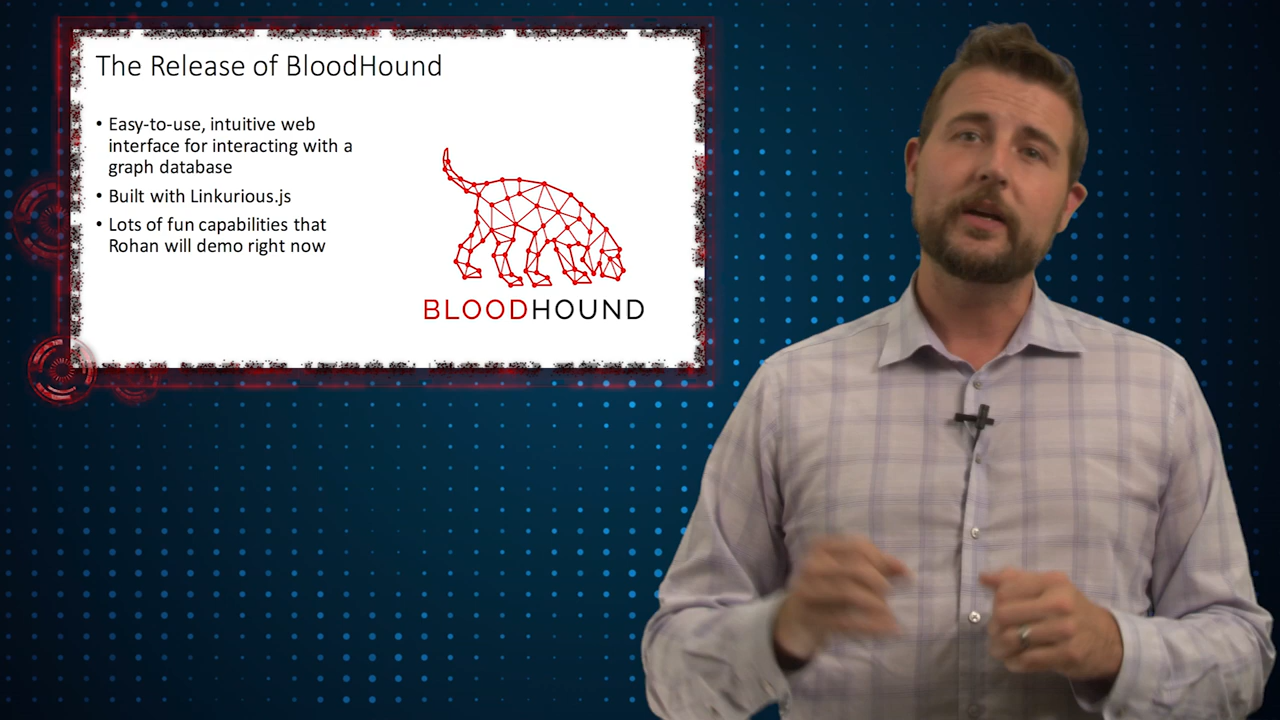 The Release of BloodHound
• Easy-to-use, intuitive web
interface for interacting with a
graph database
• Built with Linkurious.js
• Lots of fun capabilities that
Rohan will demo right now
BLOODHOUND